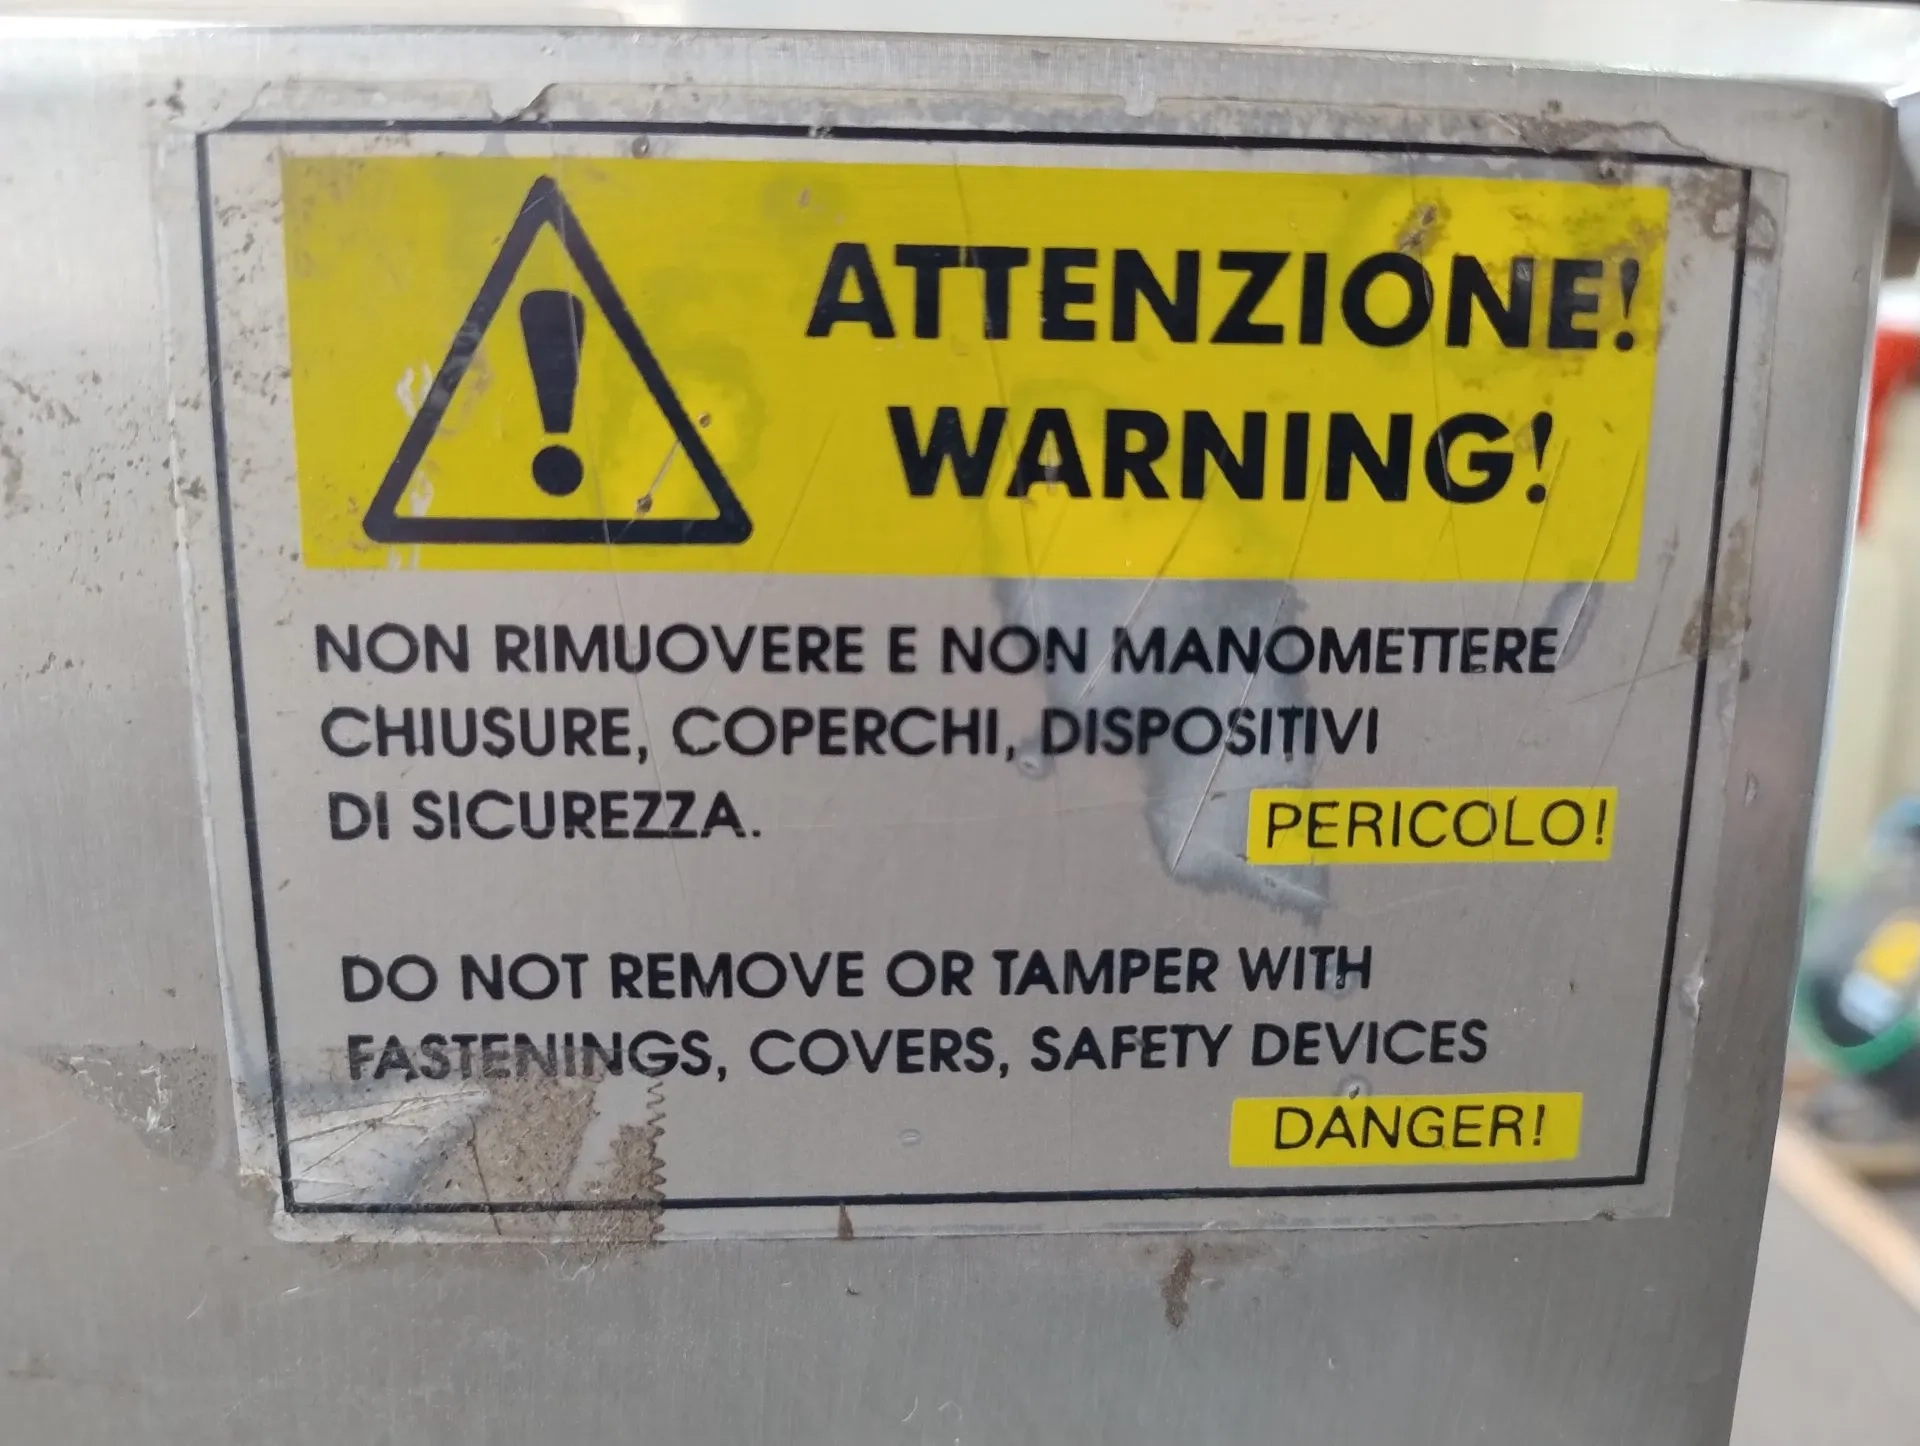 ATTENZIONE!
WARNING!
NON RIMUOVERE E NON MANOMETTERE
CHIUSURE, COPERCHI, DISPOSITIVI
DI SICUREZZA.
PERICOLO!
DO NOT REMOVE OR TAMPER WITH
FASTENINGS, COVERS, SAFETY DEVICES
DANGER!